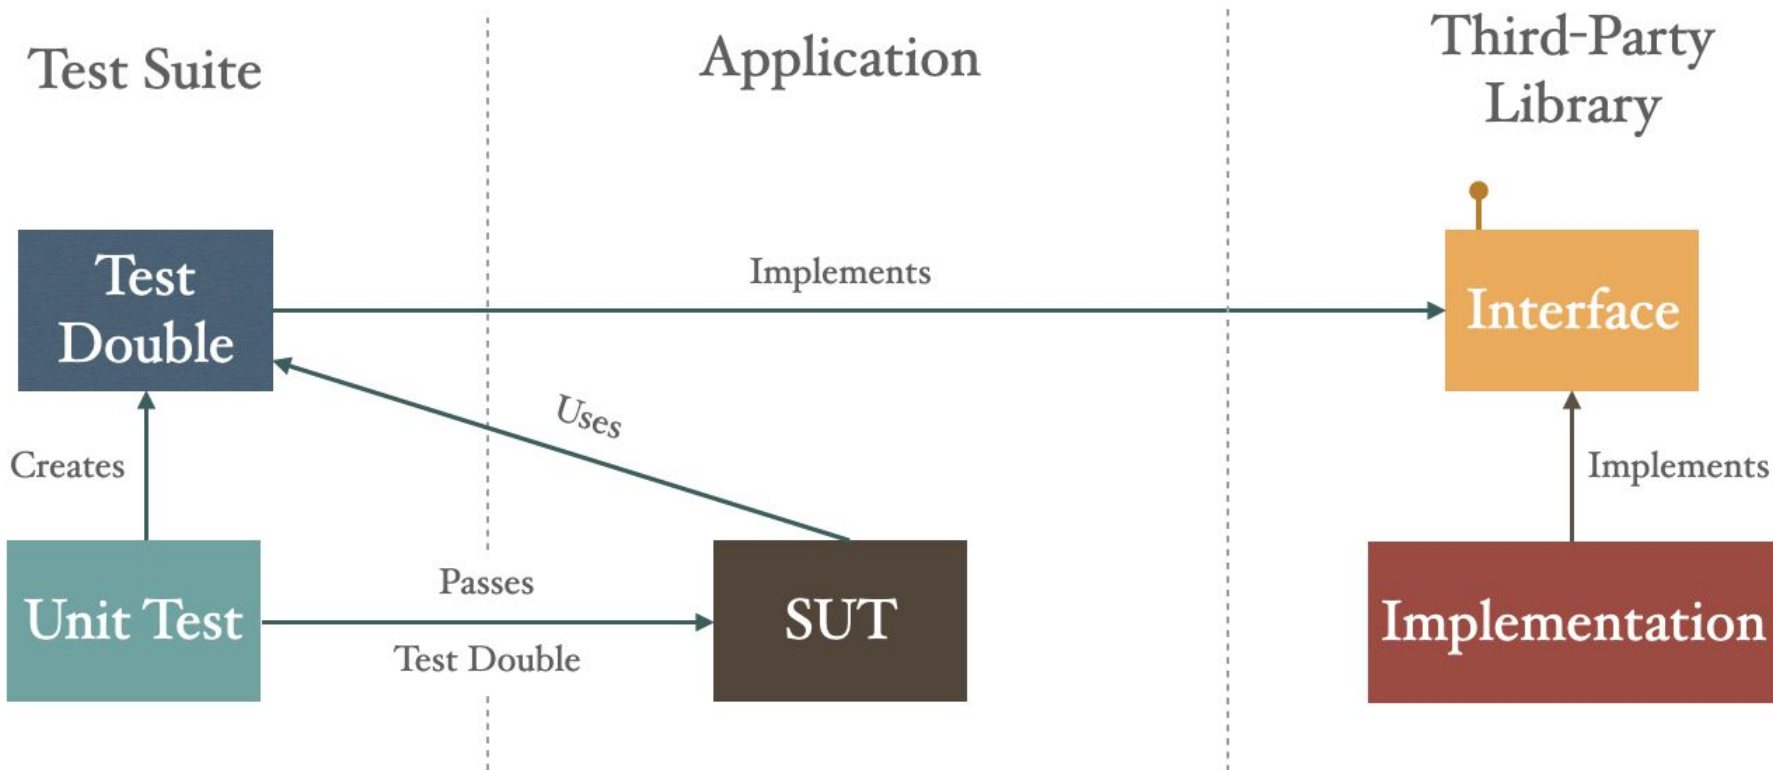 Test Suite
Application
Third-Party
Library
Test
Double
Implements
Interface
Uses
Creates
Implements
Unit Test
Passes
Test Double
SUT
Implementation